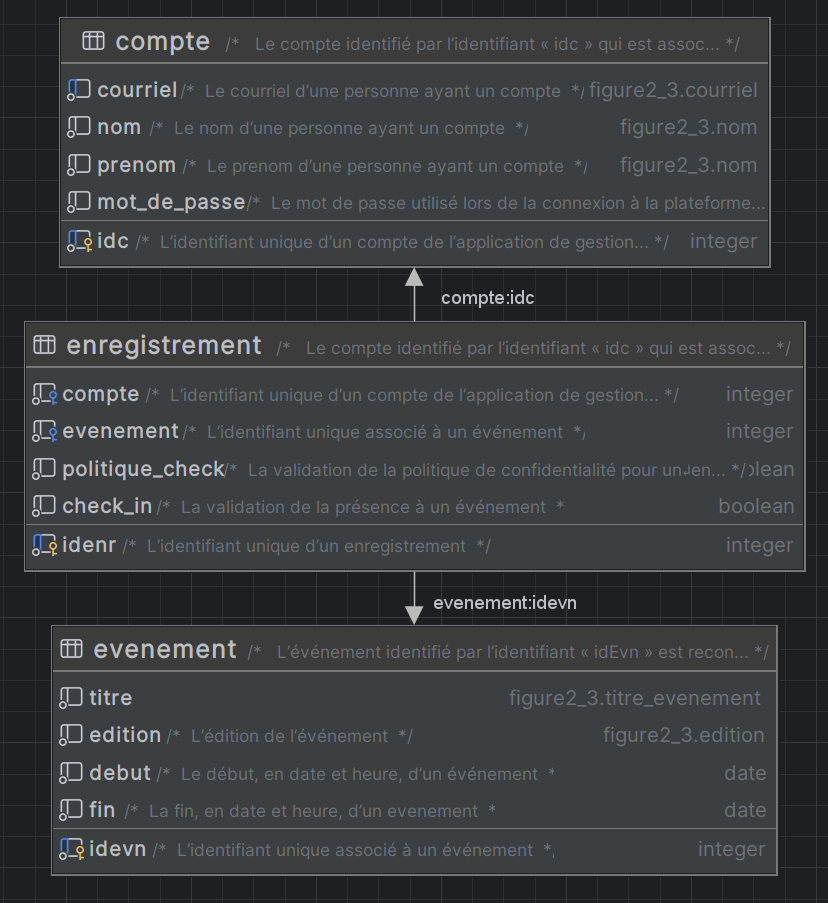 compte /* Le compte identifié par l'identifiant « idc » qui est assoc... */
courriel /* Le courriel d'une personne ayant un compte */ figure2_3.courriel
nom /* Le nom d'une personne ayant un compte */ figure2_3.nom
prenom /* Le prenom d'une personne ayant un compte */ figure2_3.nom
mot_de_passe /* Le mot de passe utilisé lors de la connexion à la plateforme...
idc /* L'identifiant unique d'un compte de l'application de gestion... */ integer
compte:idc
enregistrement /* Le compte identifié par l'identifiant « idc » qui est assoc... */
compte /* L'identifiant unique d'un compte de l'application de gestion... */ integer
evenement /* L'identifiant unique associé à un événement */ integer
politique_check /* La validation de la politique de confidentialité pour un en... */ olean
check_in /* La validation de la présence à un événement * boolean
idenr /* L'identifiant unique d'un enregistrement */ integer
evenement:idevn
evenement /* L'événement identifié par l'identifiant « idEvn » est recon... */
titre figure2_3.titre_evenement
edition /* L'édition de l'événement */ figure2_3.edition
debut /* Le début, en date et heure, d'un événement * date
fin /* La fin, en date et heure, d'un evenement * date
idevn /* L'identifiant unique associé à un événement * integer